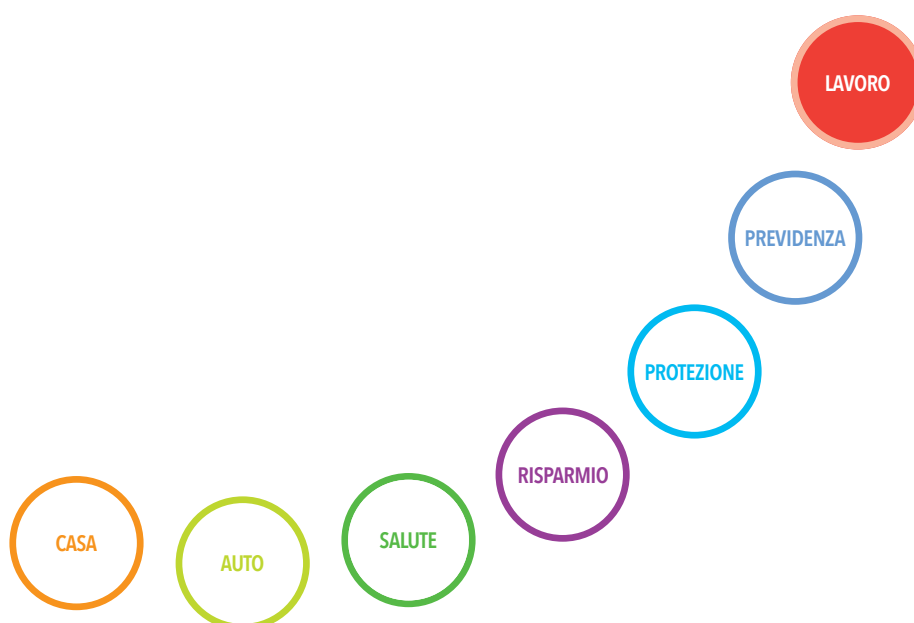 LAVORO
PREVIDENZA
PROTEZIONE
RISPARMIO
SALUTE
CASA
AUTO